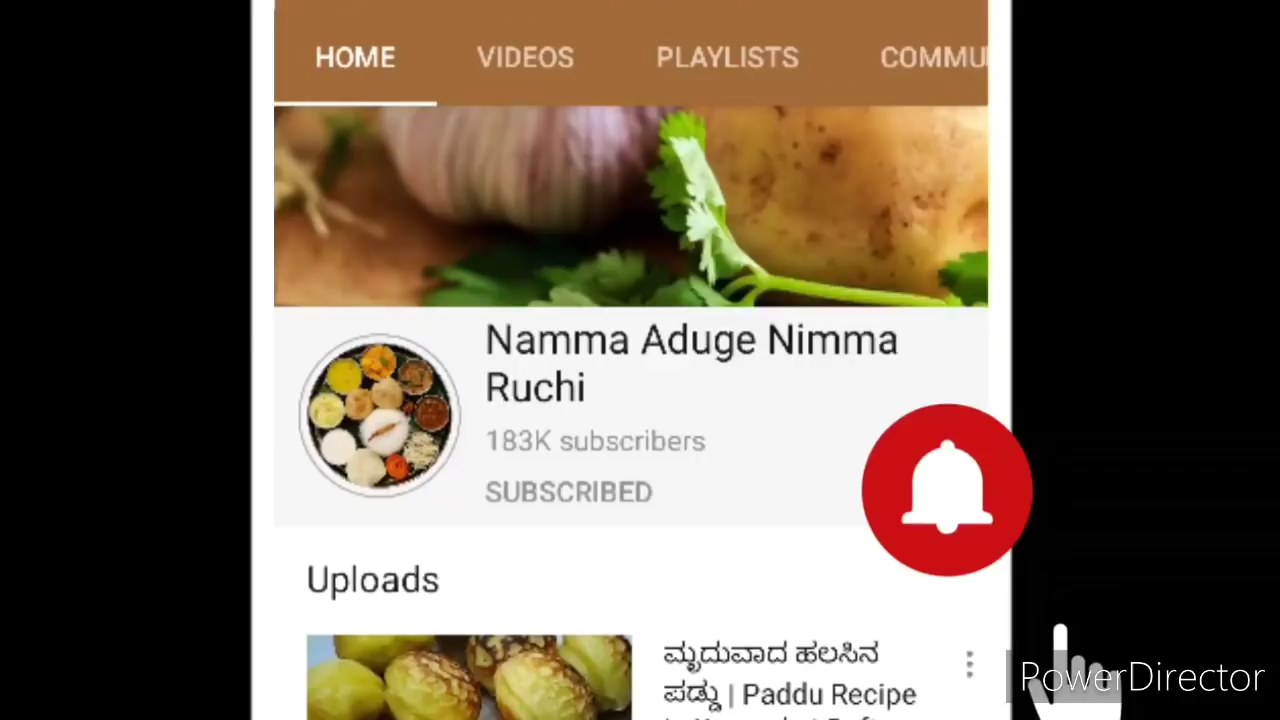 HOME VIDEOS PLAYLISTS COMMU
Namma Aduge Nimma
Ruchi
183K subscribers
SUBSCRIBED
Uploads
ಮೃದುವಾದ ಹಲಸಿನ
ಪಡ್ಡು | Paddu Recipe
PowerDirector